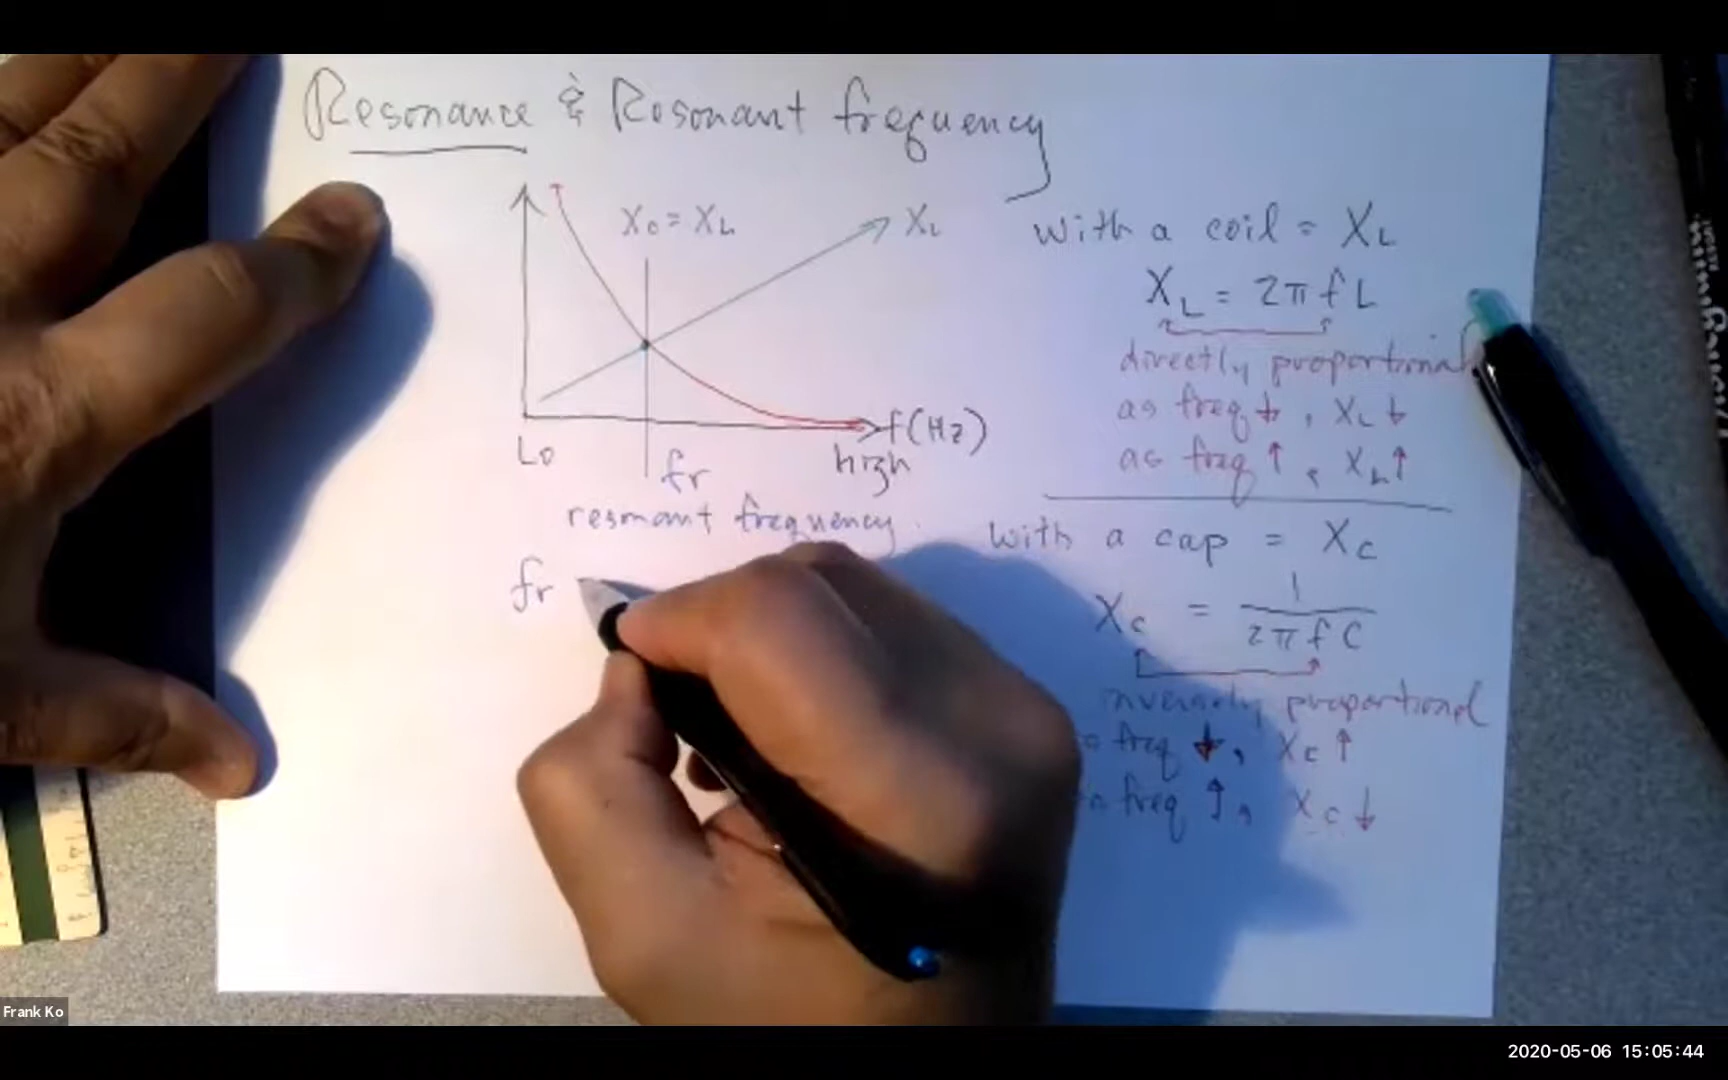 Resonance & Resonant frequency
Xc = XL
XL
f(Hz)
Lo
high
fr
resonant frequency
fr
with a coil = XL
XL = 2π f L
directly proportional
as freq ↓, XL ↓
as freq ↑, XL ↑
with a cap = Xc
Xc = 1 / 2π f C
inversely proportional
freq ↓, Xc ↑
freq ↑, Xc ↓
Frank Ko
2020-05-06 15:05:44